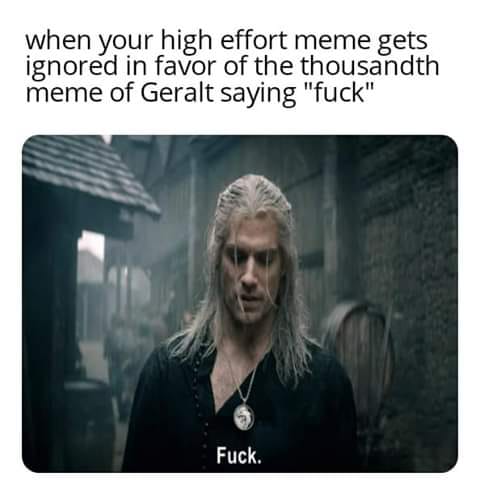 when your high effort meme gets
ignored in favor of the thousandth
meme of Geralt saying "fuck"
Fuck.